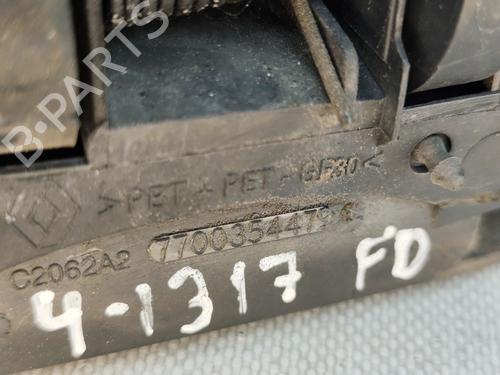 B-PARTS
>PET + PET-GF30<
7700354479
C2062A2
4-1317 FD